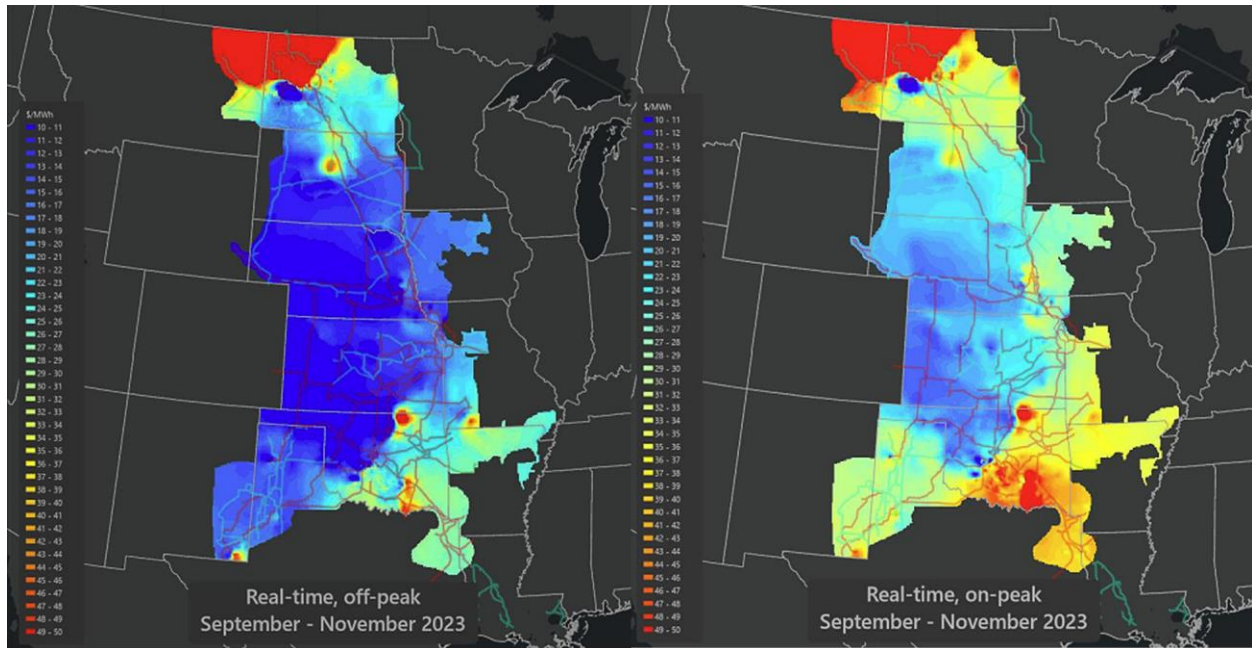 $/MWh
10 - 11
11 - 12
12 - 13
13 - 14
14 - 15
15 - 16
16 - 17
17 - 18
18 - 19
19 - 20
20 - 21
21 - 22
22 - 23
23 - 24
24 - 25
25 - 26
26 - 27
27 - 28
28 - 29
29 - 30
30 - 31
31 - 32
32 - 33
33 - 34
34 - 35
35 - 36
36 - 37
37 - 38
38 - 39
39 - 40
40 - 41
41 - 42
42 - 43
43 - 44
44 - 45
45 - 46
46 - 47
47 - 48
48 - 49
49 - 50
Real-time, off-peak
September - November 2023
$/MWh
10 - 11
11 - 12
12 - 13
13 - 14
14 - 15
15 - 16
16 - 17
17 - 18
18 - 19
19 - 20
20 - 21
21 - 22
22 - 23
23 - 24
24 - 25
25 - 26
26 - 27
27 - 28
28 - 29
29 - 30
30 - 31
31 - 32
32 - 33
33 - 34
34 - 35
35 - 36
36 - 37
37 - 38
38 - 39
39 - 40
40 - 41
41 - 42
42 - 43
43 - 44
44 - 45
45 - 46
46 - 47
47 - 48
48 - 49
49 - 50
Real-time, on-peak
September - November 2023